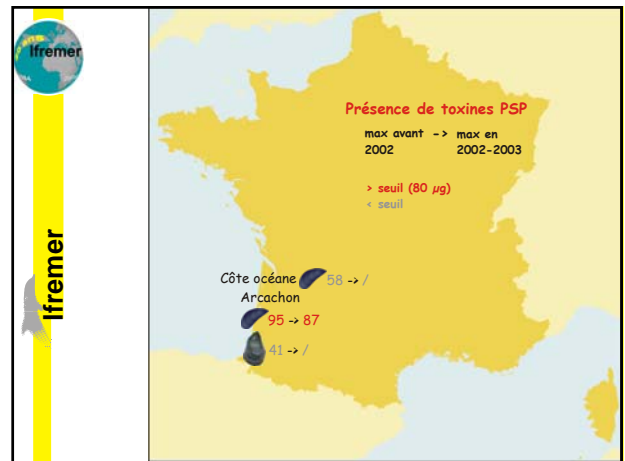 Ifremer
Ifremer
Présence de toxines PSP
max avant -> max en
2002 2002-2003
> seuil (80 µg)
< seuil
Côte océane 58 -> /
Arcachon
95 -> 87
41 -> /